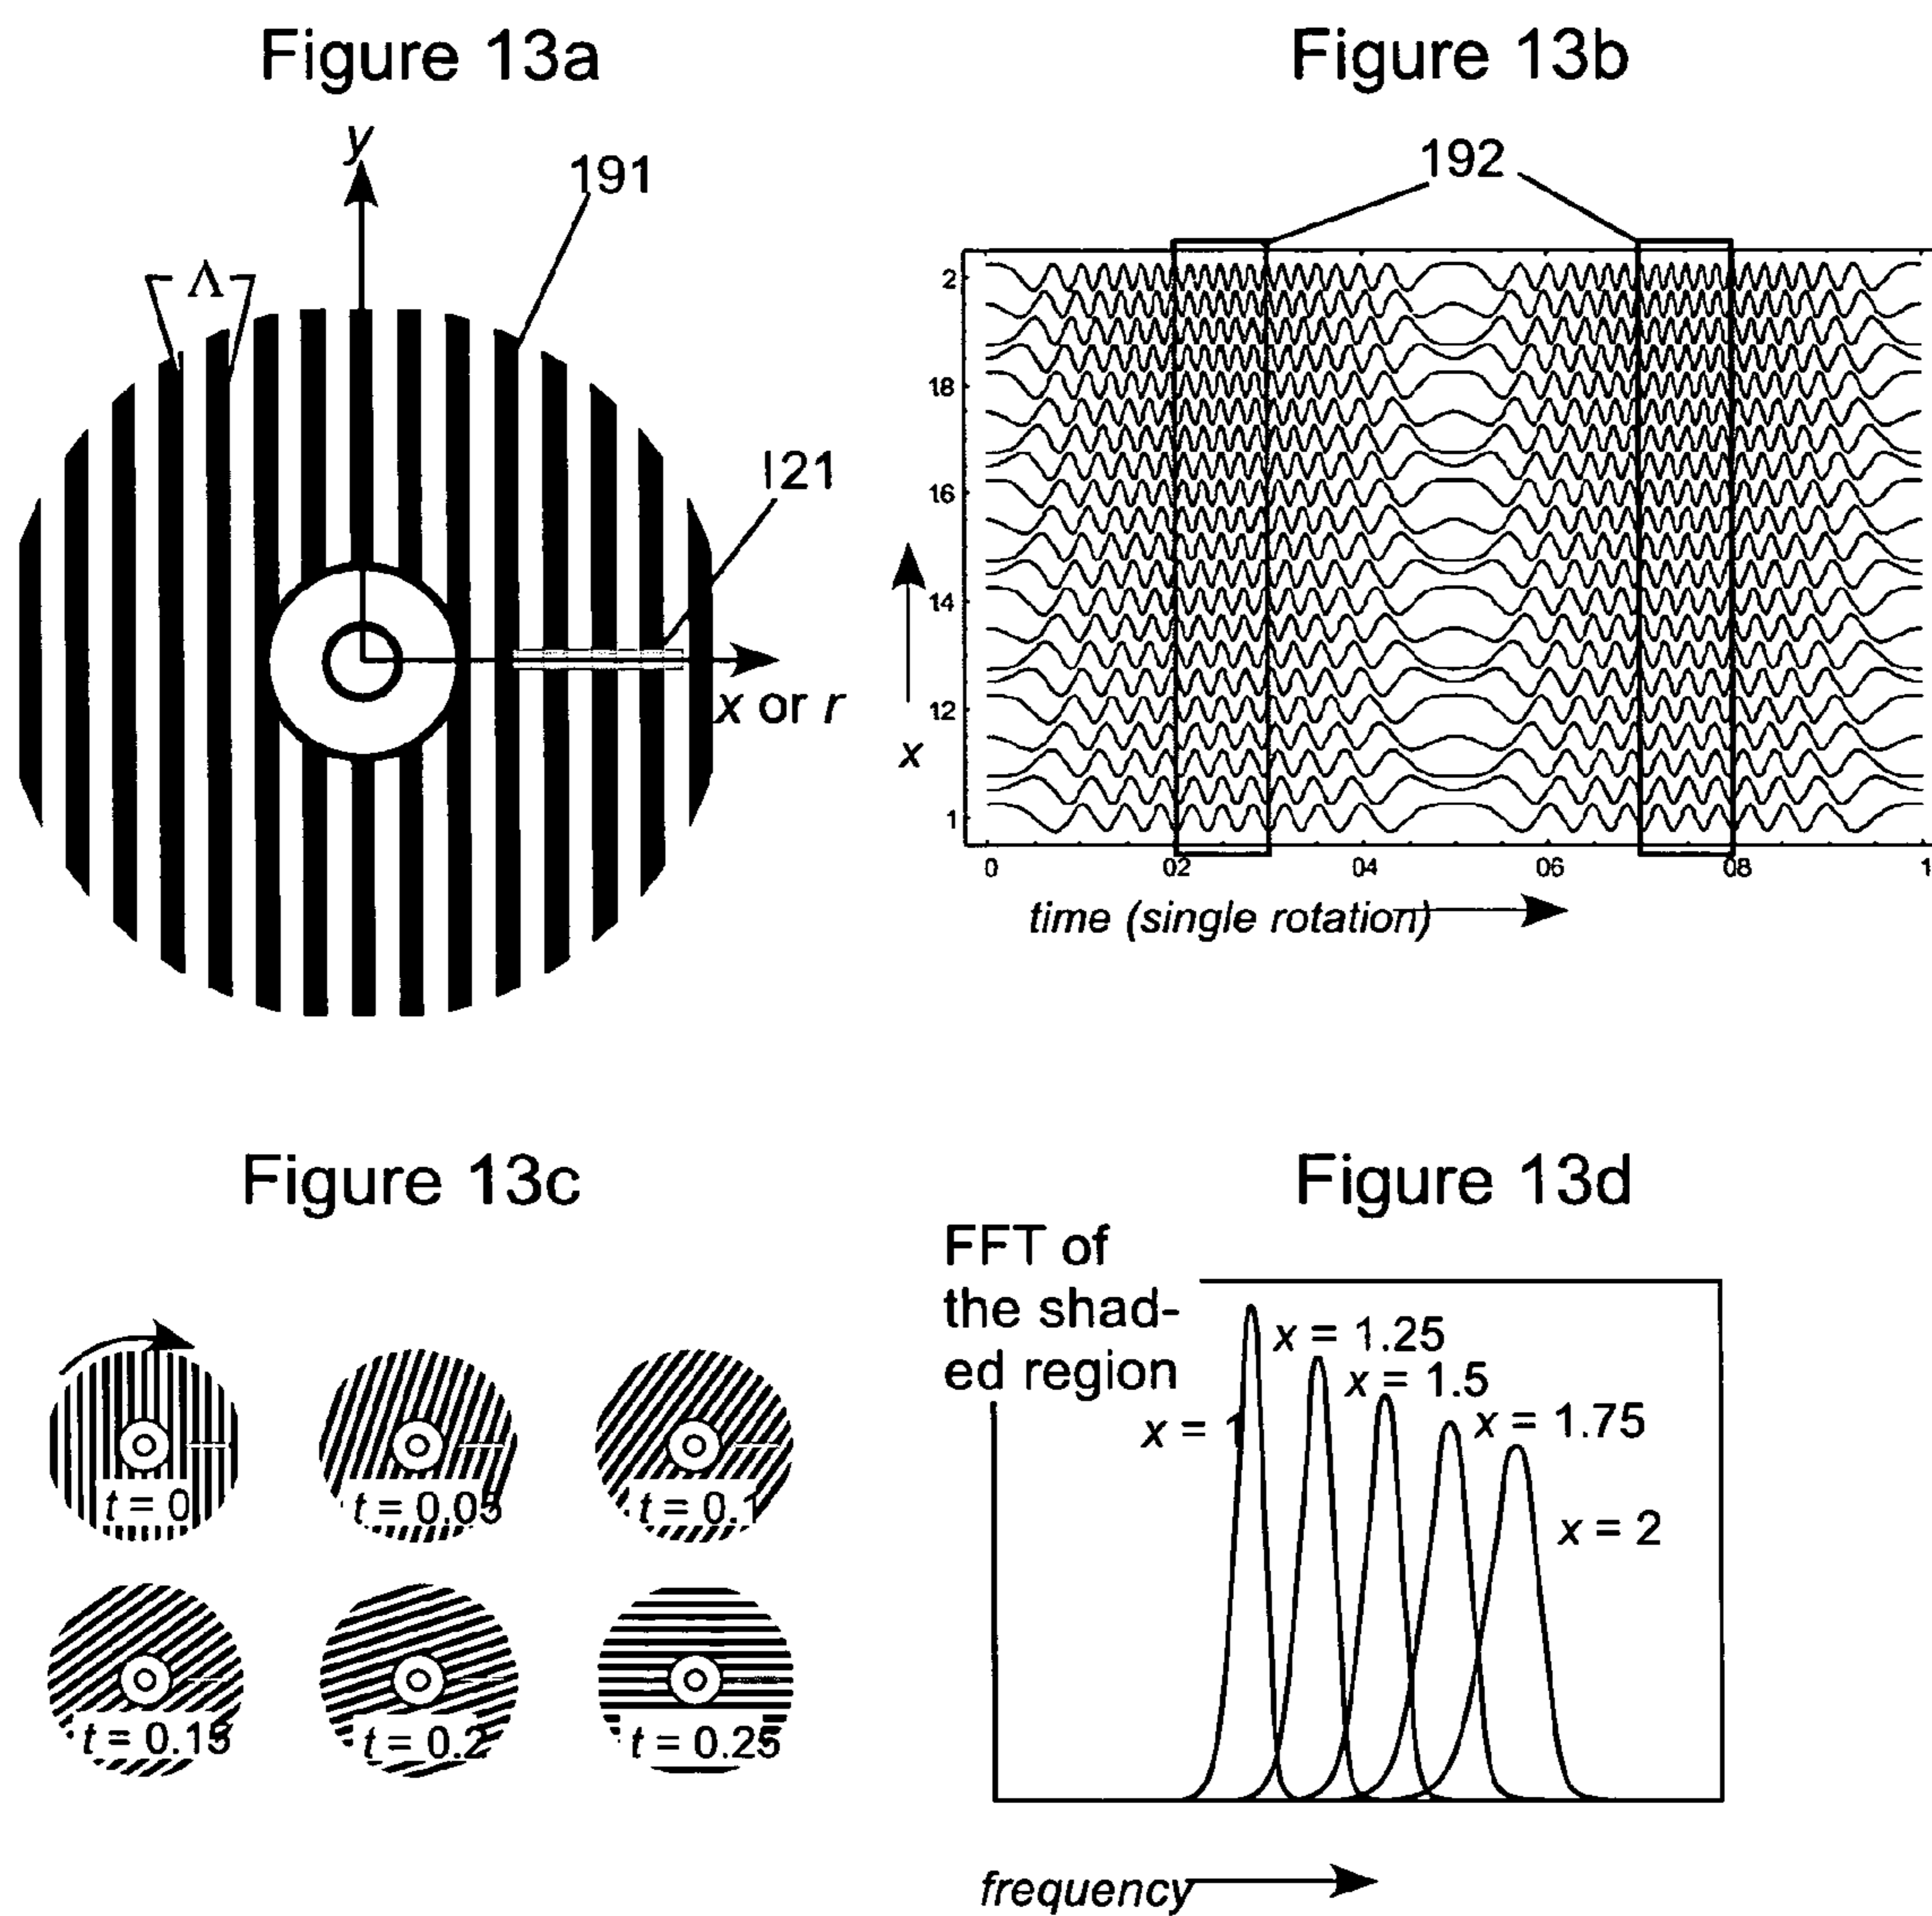 Figure 13a
y
191
Λ
I21
x or r
Figure 13b
192
2
18
16
14
12
1
x
0
02
04
06
08
1
time (single rotation)
Figure 13c
t = 0
t = 0.05
t = 0.1
t = 0.15
t = 0.2
t = 0.25
Figure 13d
FFT of
the shad-
ed region
x = 1
x = 1.25
x = 1.5
x = 1.75
x = 2
frequency